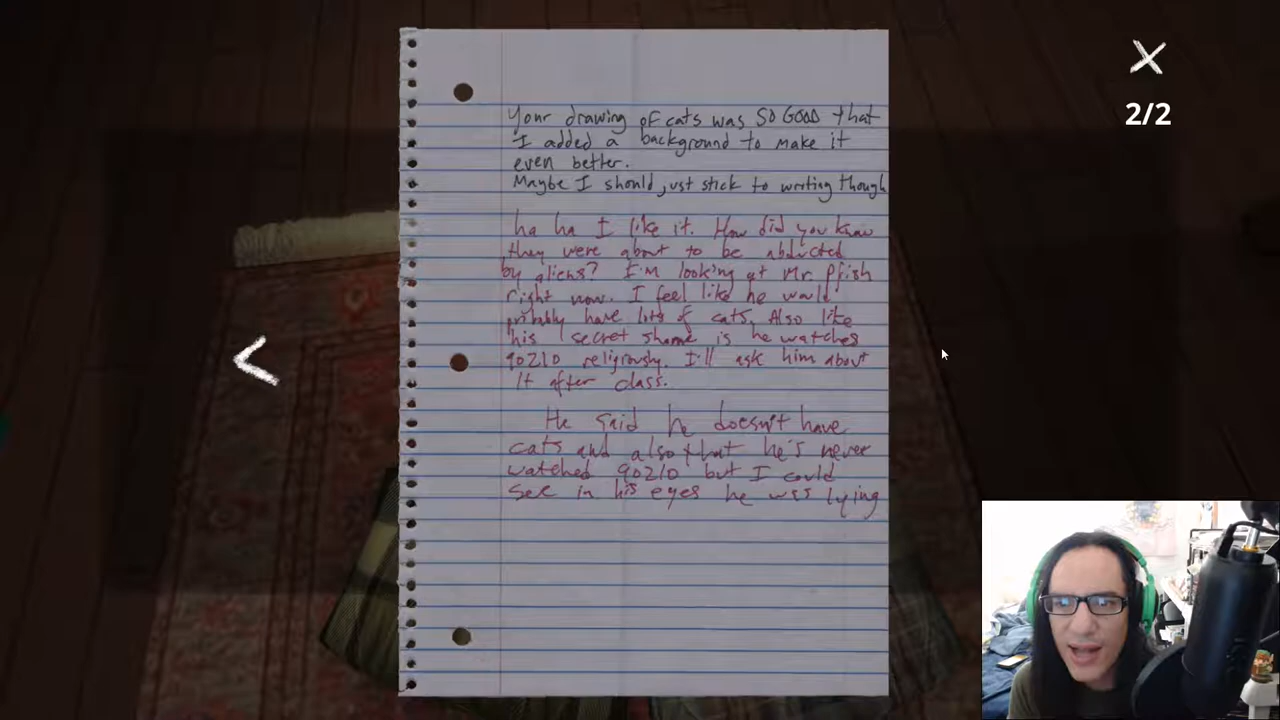 2/2
Your drawing of cats was SO GOOD that
I added a background to make it
even better.
Maybe I should just stick to writing though
ha ha I like it. How did you know
they were about to be abducted
by aliens? I'm looking at Mr. Pfish
right now. I feel like he would
probably have lots of cats. Also like
his secret shame is he watches
90210 religiously. I'll ask him about
It after class.
He said he doesn't have
cats and also that he's never
watched 90210 but I could
see in his eyes he was lying